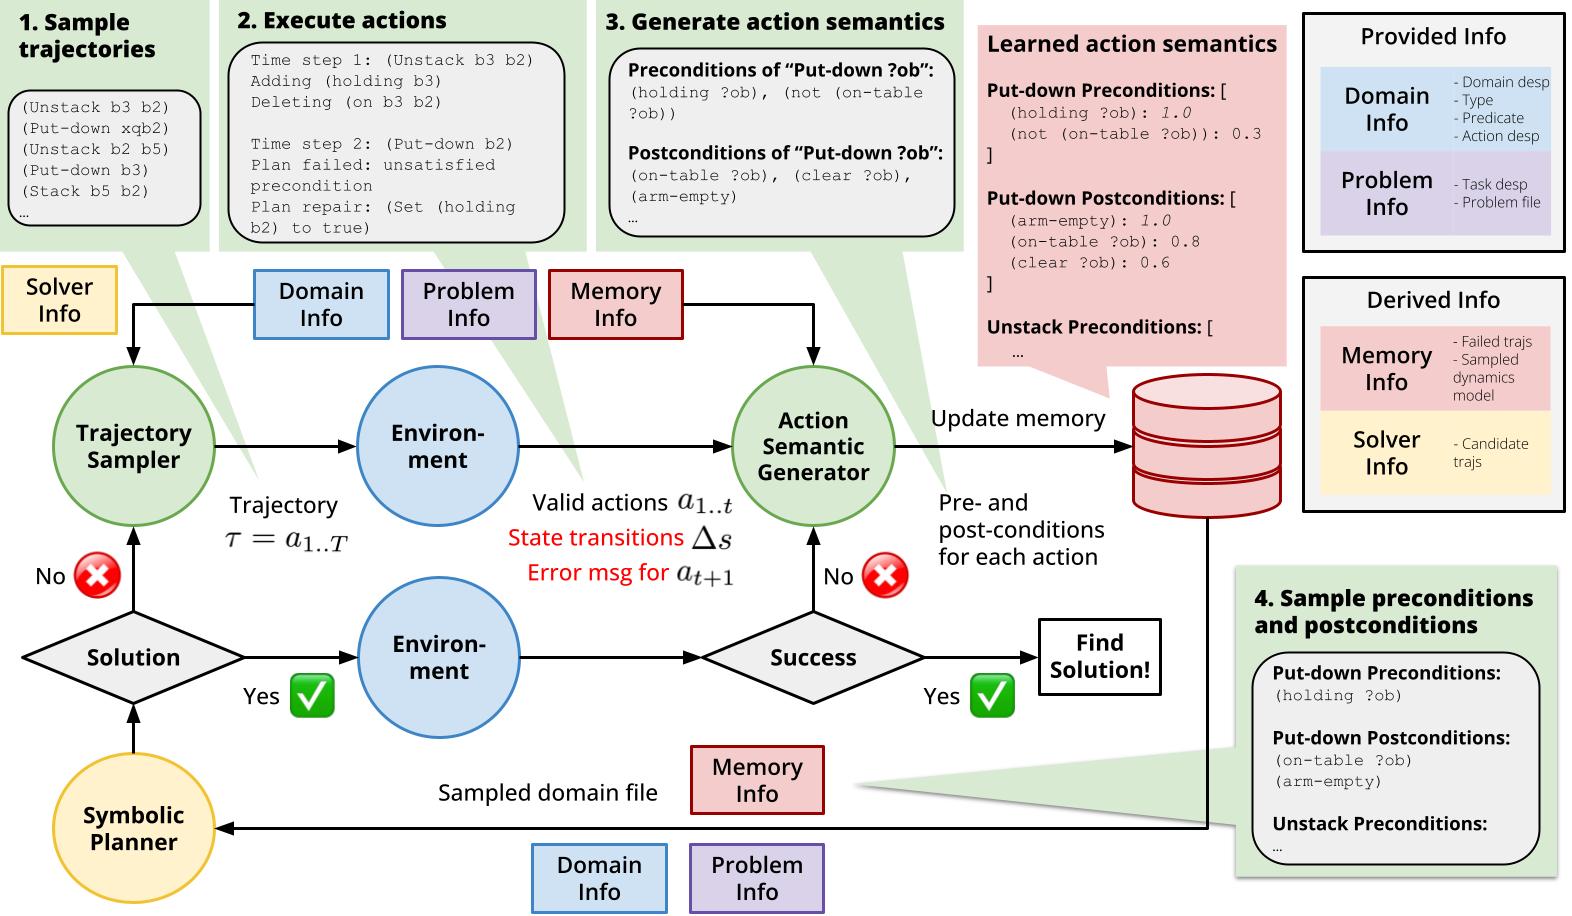 1. Sample
trajectories
(Unstack b3 b2)
(Put-down xqb2)
(Unstack b2 b5)
(Put-down b3)
(Stack b5 b2)
…
2. Execute actions
Time step 1: (Unstack b3 b2)
Adding (holding b3)
Deleting (on b3 b2)
Time step 2: (Put-down b2)
Plan failed: unsatisfied
precondition
Plan repair: (Set (holding
b2) to true)
3. Generate action semantics
Preconditions of “Put-down ?ob”:
(holding ?ob), (not (on-table
?ob))
Postconditions of “Put-down ?ob”:
(on-table ?ob), (clear ?ob),
(arm-empty)
…
Learned action semantics
Put-down Preconditions: [
(holding ?ob): 1.0
(not (on-table ?ob)): 0.3
]
Put-down Postconditions: [
(arm-empty): 1.0
(on-table ?ob): 0.8
(clear ?ob): 0.6
]
Unstack Preconditions: [
…
Provided Info
Domain
Info
- Domain desp
- Type
- Predicate
- Action desp
Problem
Info
- Task desp
- Problem file
Derived Info
Memory
Info
- Failed trajs
- Sampled
dynamics
model
Solver
Info
- Candidate
trajs
Solver
Info
Domain
Info
Problem
Info
Memory
Info
Trajectory
Sampler
Environ-
ment
Action
Semantic
Generator
Update memory
Trajectory
τ = a1..T
Valid actions a1..t
State transitions Δs
Error msg for at+1
Pre- and
post-conditions
for each action
No
No
Solution
Yes
Environ-
ment
Success
Yes
Find
Solution!
4. Sample preconditions
and postconditions
Put-down Preconditions:
(holding ?ob)
Put-down Postconditions:
(on-table ?ob)
(arm-empty)
Unstack Preconditions:
…
Symbolic
Planner
Sampled domain file
Memory
Info
Domain
Info
Problem
Info